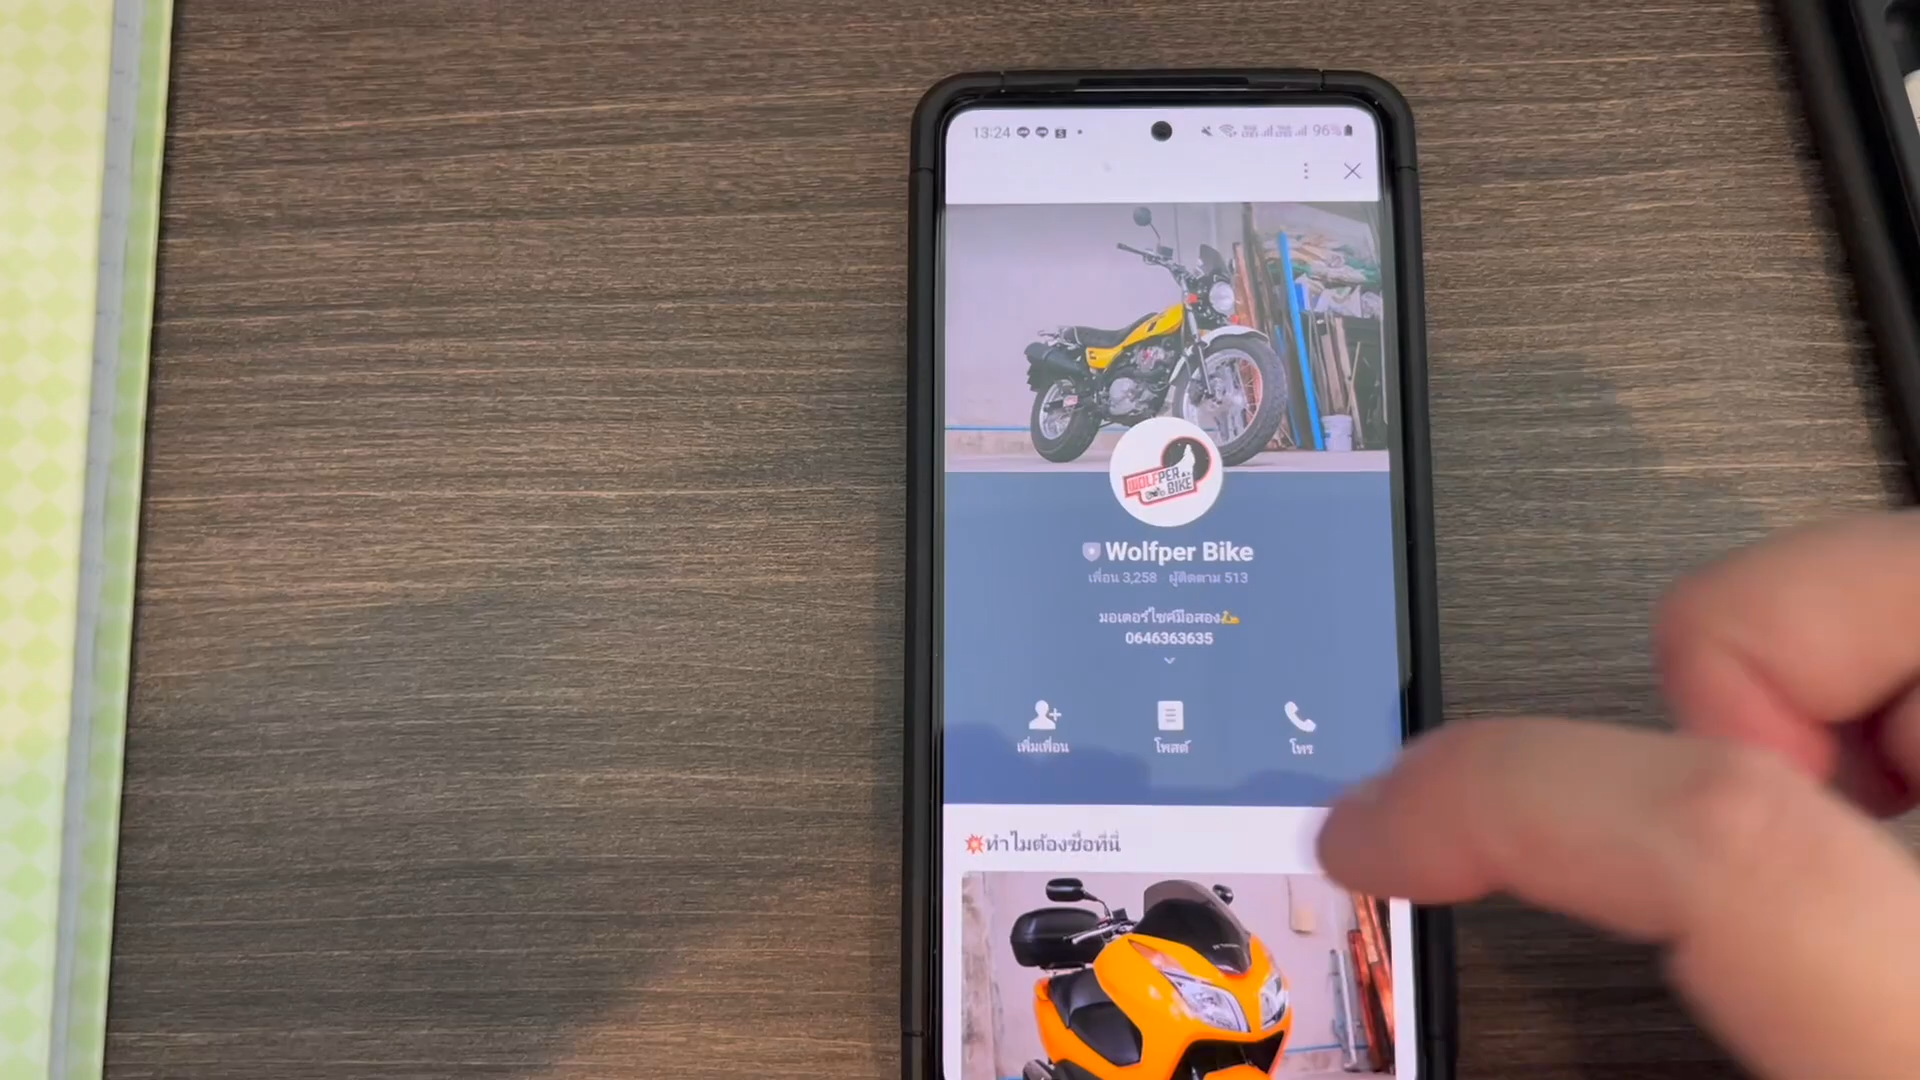 13:24
96%
WOLFPER
BIKE
Wolfper Bike
เพื่อน 3,258 ผู้ติดตาม 513
มอเตอร์ไซค์มือสอง
0646363635
เพิ่มเพื่อน
โพสต์
โทร
ทำไมต้องซื้อที่นี่